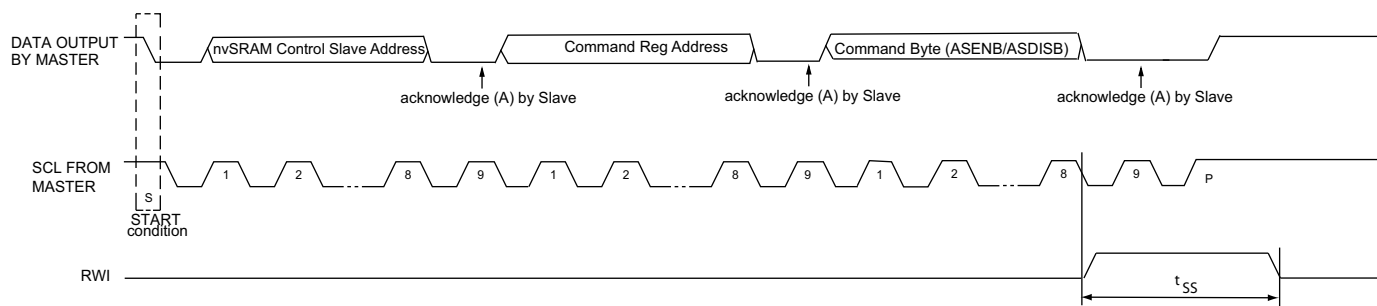 DATA OUTPUT
BY MASTER
nvSRAM Control Slave Address
Command Reg Address
Command Byte (ASENB/ASDISB)
acknowledge (A) by Slave
acknowledge (A) by Slave
acknowledge (A) by Slave
SCL FROM
MASTER
1 2 8 9 1 2 8 9 1 2 8 9
S
P
START
condition
RWI
tSS